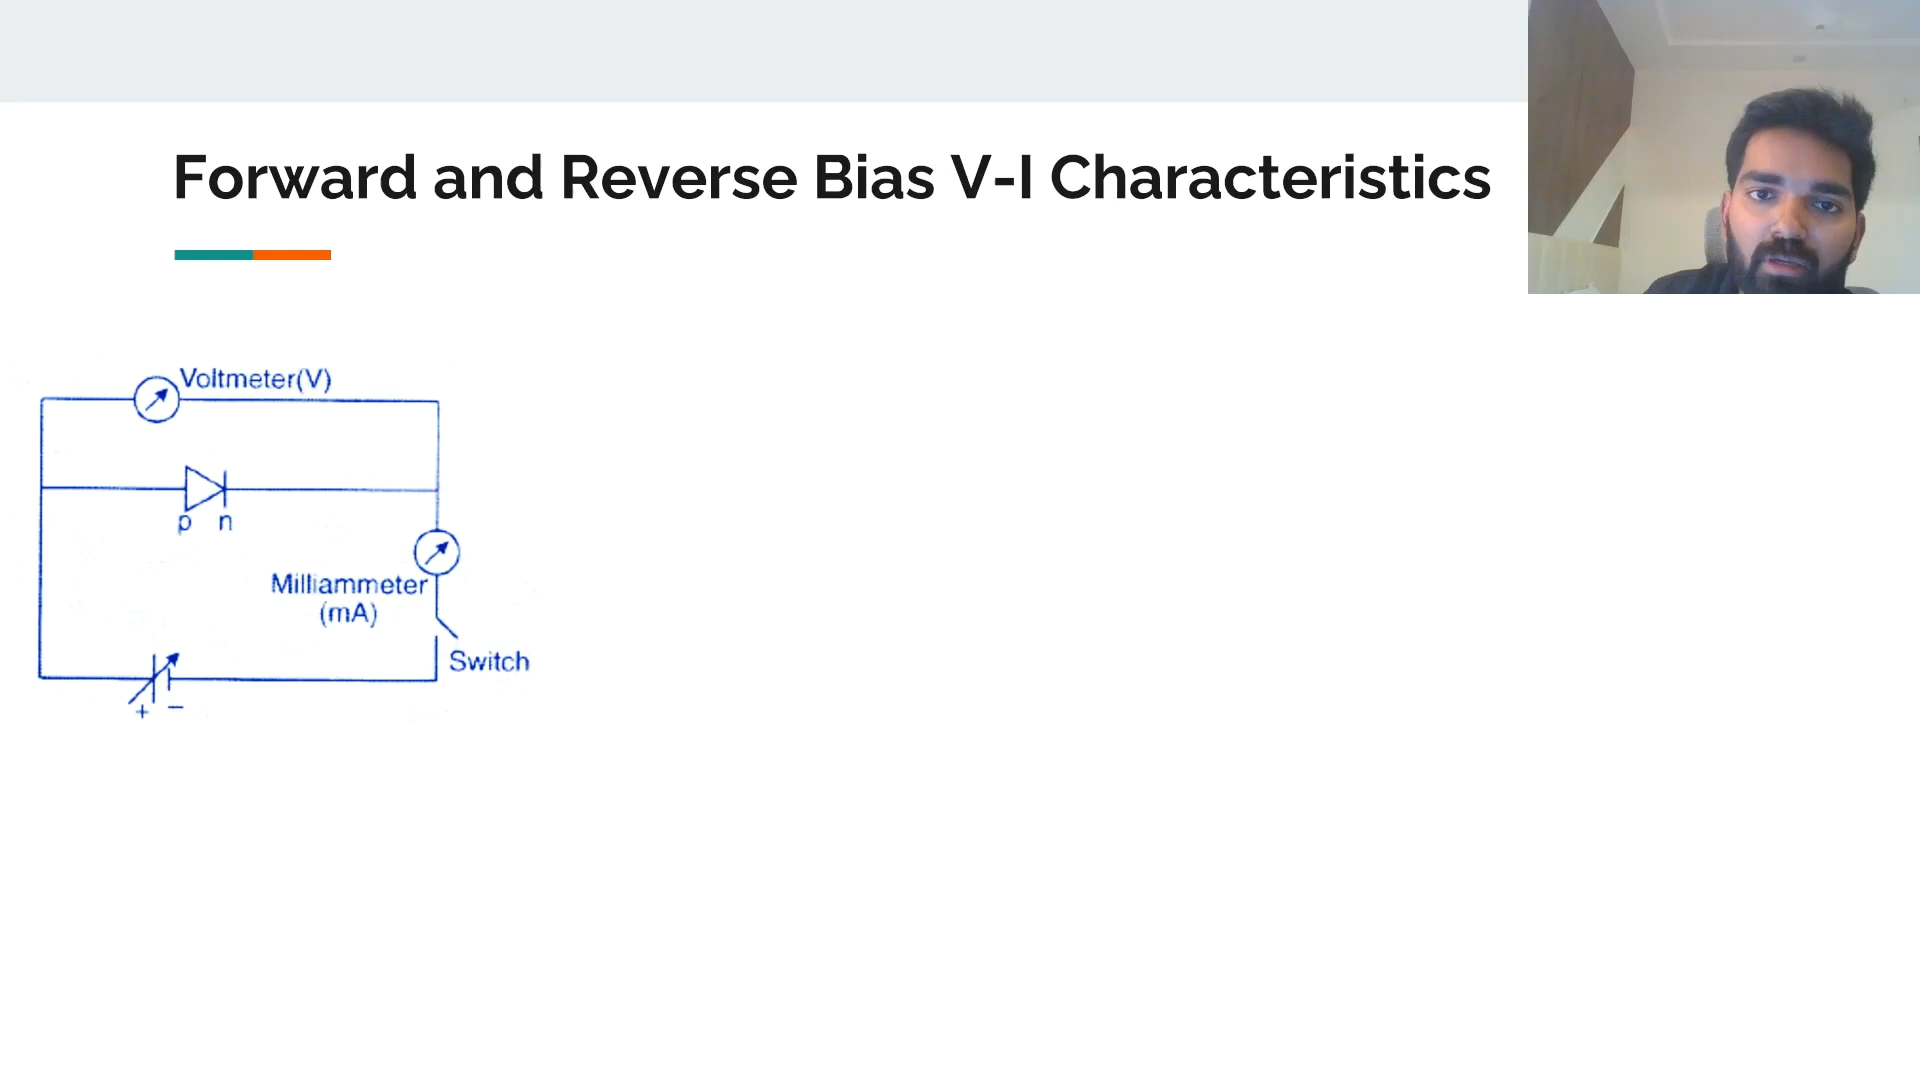 Forward and Reverse Bias V-I Characteristics
Voltmeter(V)
p n
Milliammeter
(mA)
Switch
+ −